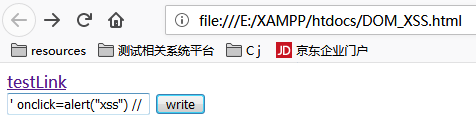 file:///E:/XAMPP/htdocs/DOM_XSS.html
resources 测试相关系统平台 C j JD 京东企业门户
testLink
' onclick=alert("xss") // write